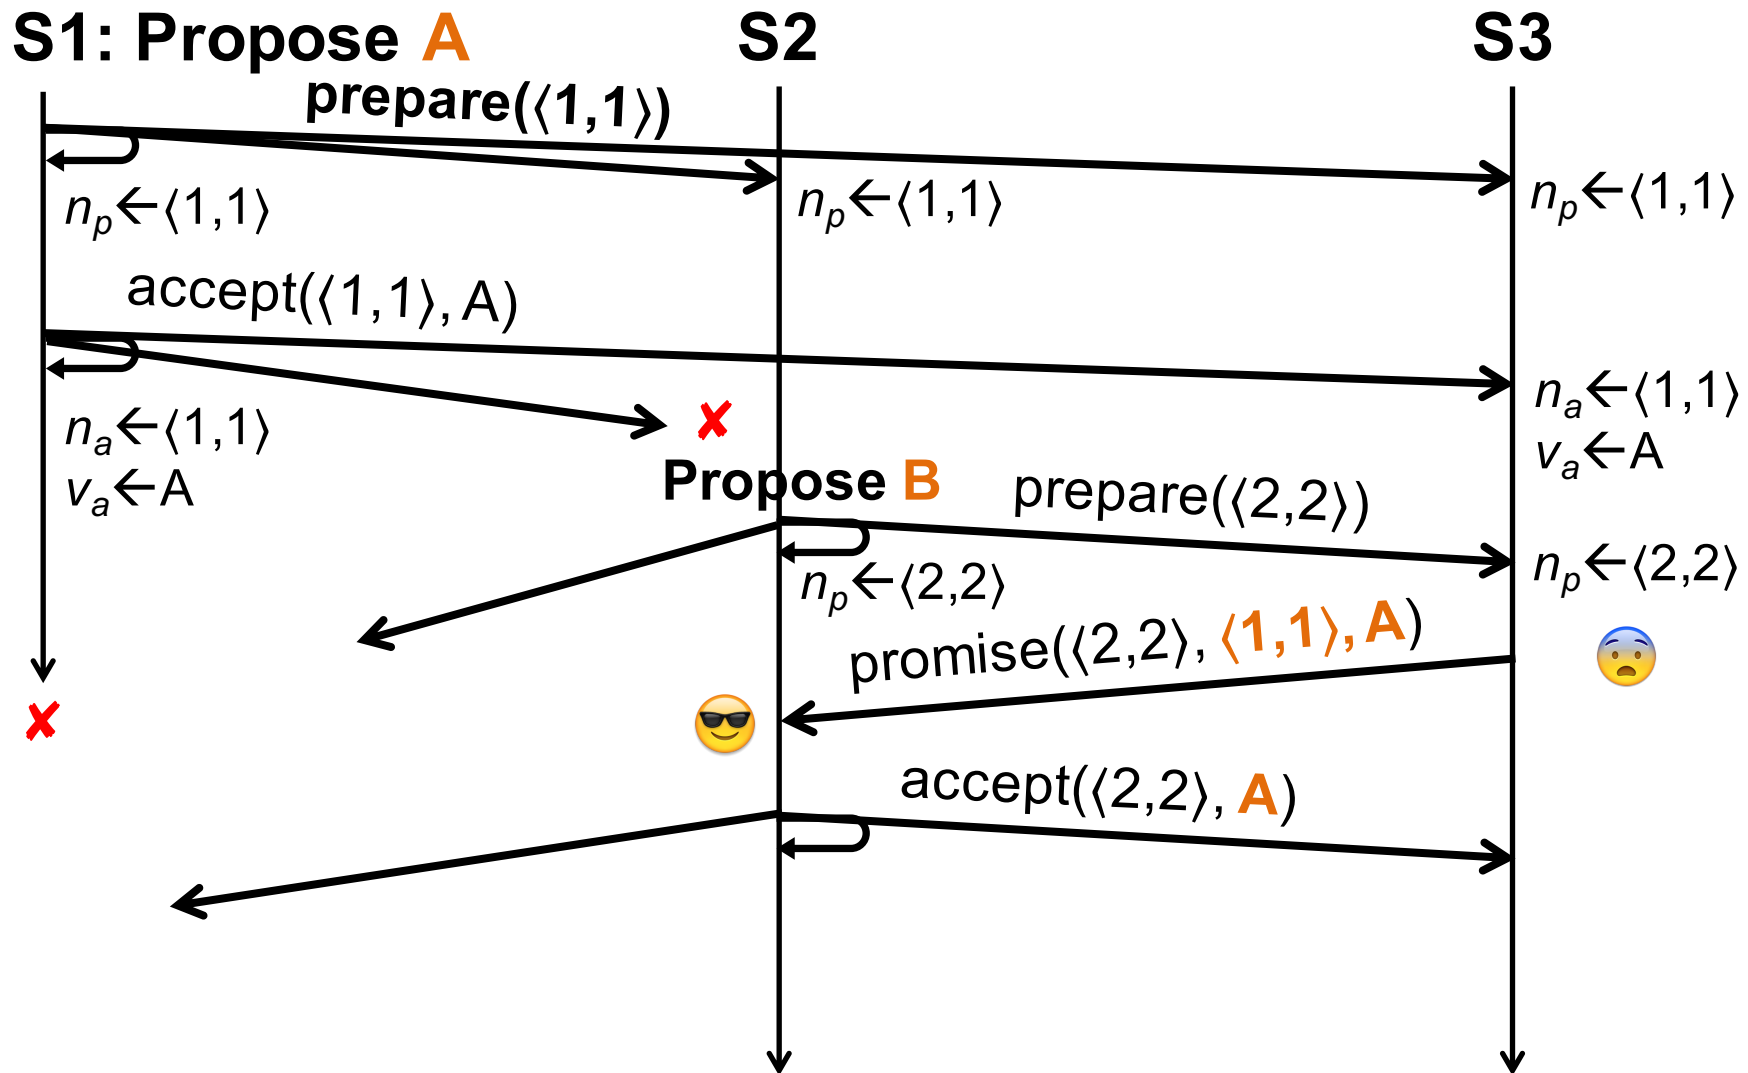 S1: Propose A
S2
S3
prepare(⟨1,1⟩)
nₚ←⟨1,1⟩
nₚ←⟨1,1⟩
nₚ←⟨1,1⟩
accept(⟨1,1⟩, A)
nₐ←⟨1,1⟩
vₐ←A
nₐ←⟨1,1⟩
vₐ←A
Propose B
prepare(⟨2,2⟩)
nₚ←⟨2,2⟩
nₚ←⟨2,2⟩
promise(⟨2,2⟩, ⟨1,1⟩, A)
accept(⟨2,2⟩, A)